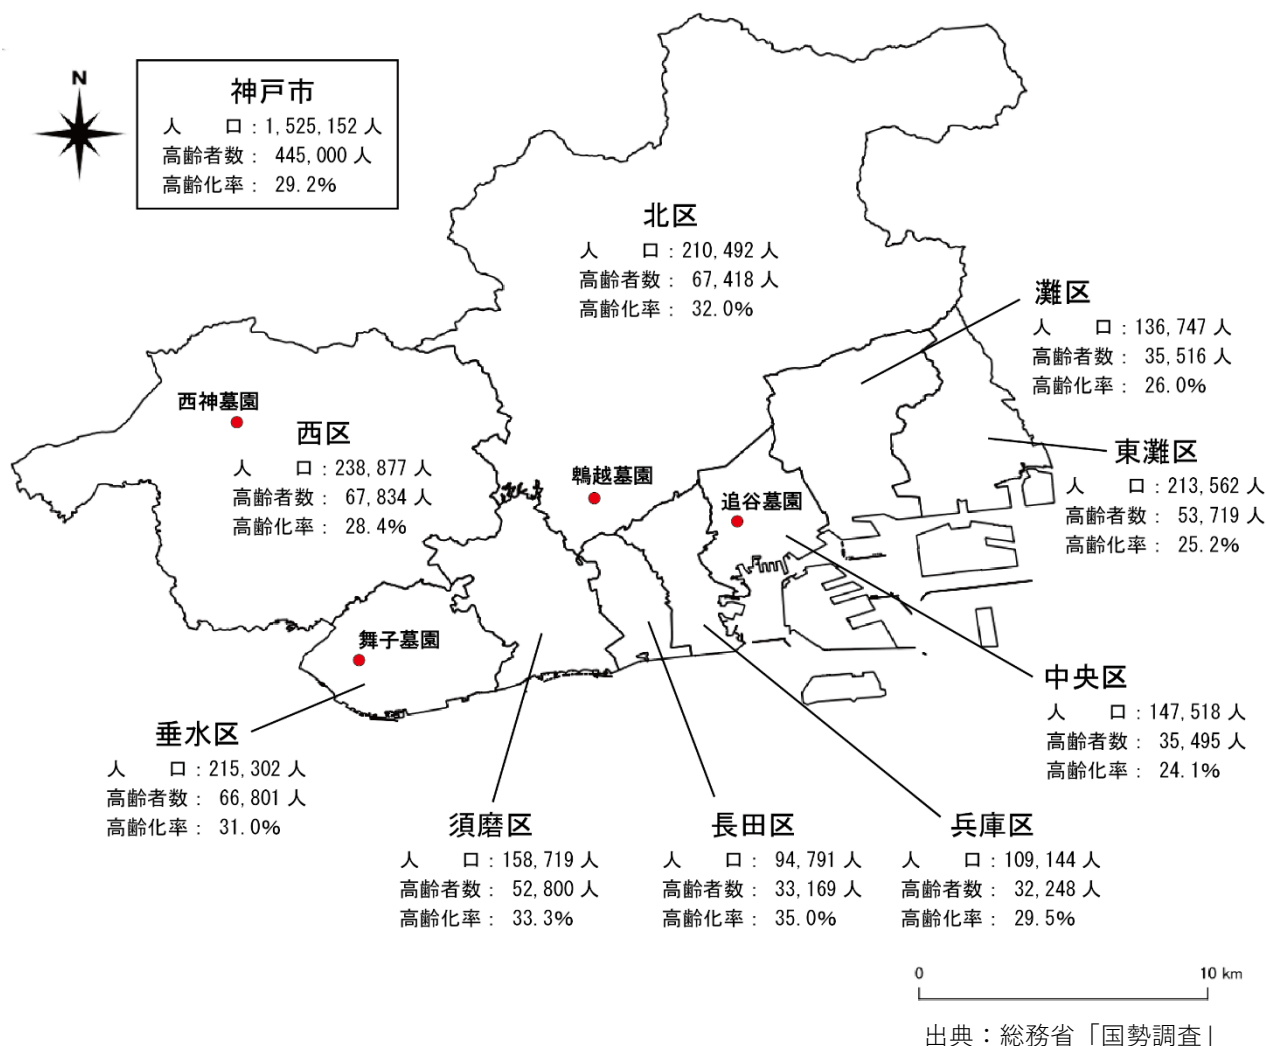 N
神戸市
人　　口：1,525,152 人
高齢者数： 445,000 人
高齢化率： 29.2%
北区
人　　口：210,492 人
高齢者数： 67,418 人
高齢化率： 32.0%
灘区
人　　口：136,747 人
高齢者数： 35,516 人
高齢化率： 26.0%
西神墓園
西区
人　　口：238,877 人
高齢者数： 67,834 人
高齢化率： 28.4%
鵯越墓園
追谷墓園
東灘区
人　　口：213,562 人
高齢者数： 53,719 人
高齢化率： 25.2%
舞子墓園
中央区
人　　口：147,518 人
高齢者数： 35,495 人
高齢化率： 24.1%
垂水区
人　　口：215,302 人
高齢者数： 66,801 人
高齢化率： 31.0%
須磨区
人　　口：158,719 人
高齢者数： 52,800 人
高齢化率： 33.3%
長田区
人　　口： 94,791 人
高齢者数： 33,169 人
高齢化率： 35.0%
兵庫区
人　　口：109,144 人
高齢者数： 32,248 人
高齢化率： 29.5%
0 10 km
出典：総務省「国勢調査」